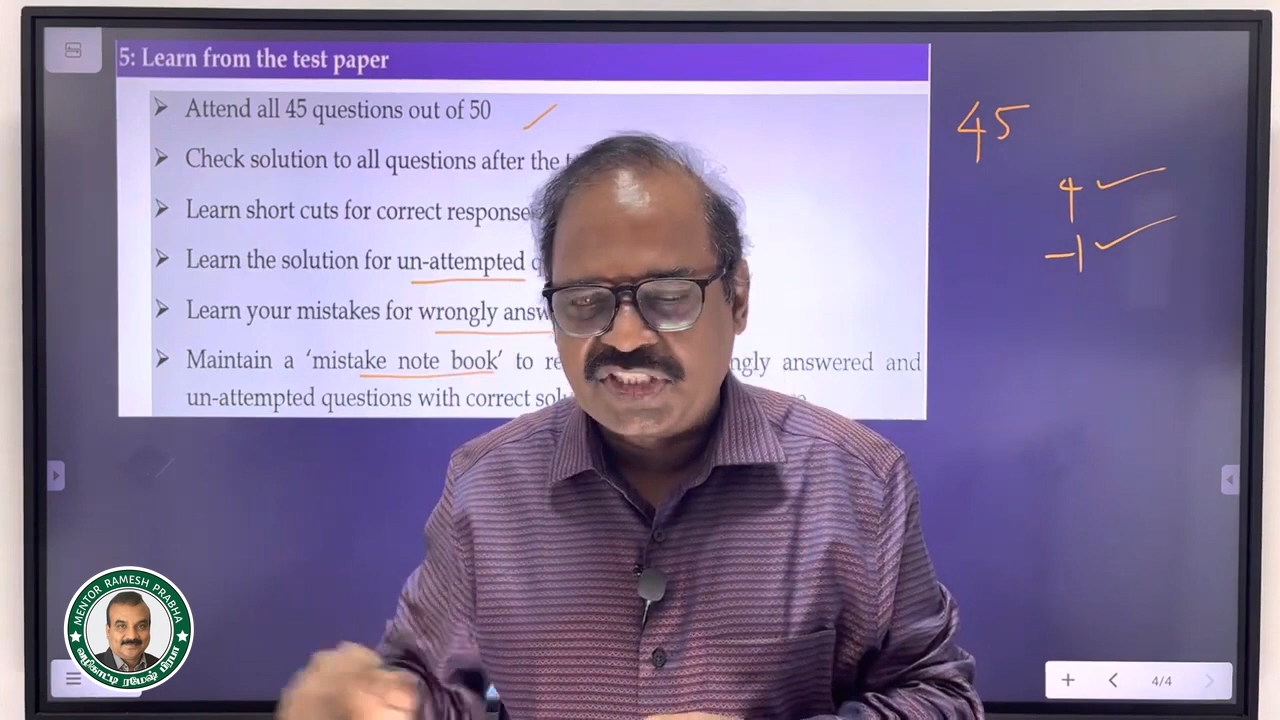 5: Learn from the test paper
➤ Attend all 45 questions out of 50
➤ Check solution to all questions after the
➤ Learn short cuts for correct response
➤ Learn the solution for un-attempted
➤ Learn your mistakes for wrongly answ
➤ Maintain a ‘mistake note book’ to re ngly answered and
un-attempted questions with correct sol
45
4
-1
MENTOR RAMESH PRABHA
வழிகாட்டி ரமேஷ் பிரபா
4/4